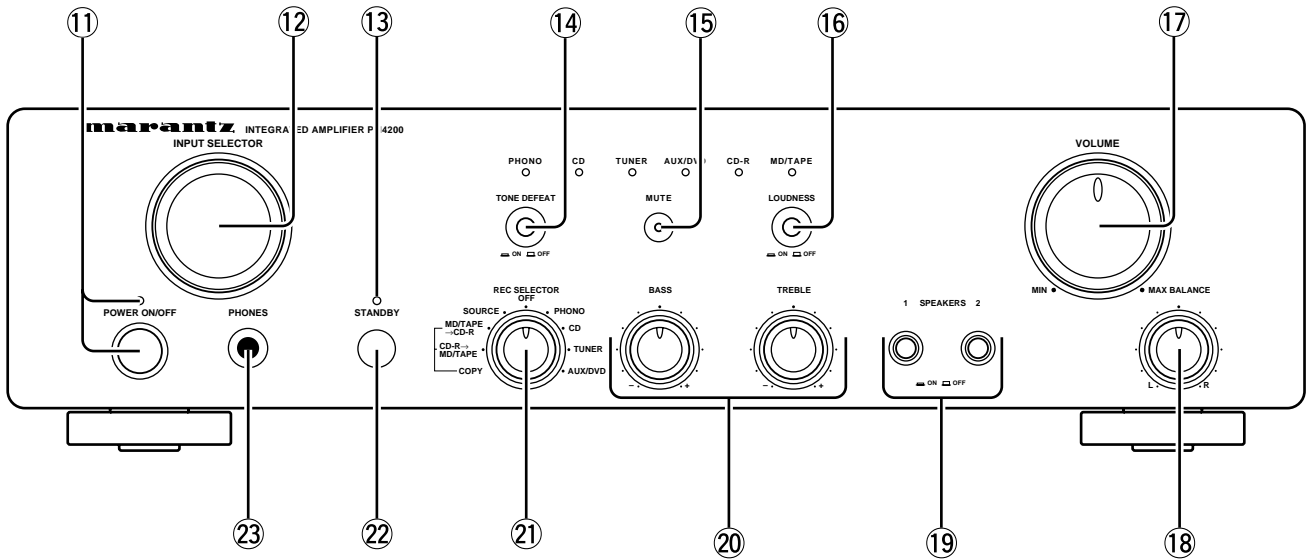 ⑪ ⑫ ⑬ ⑭ ⑮ ⑯ ⑰
marantz INTEGRATED AMPLIFIER
INPUT SELECTOR
VOLUME
PHONO CD TUNER AUX/DVD CD-R MD/TAPE
TONE DEFEAT MUTE LOUDNESS
ON OFF ON OFF
MIN MAX BALANCE
POWER ON/OFF PHONES STANDBY
REC SELECTOR BASS TREBLE 1 SPEAKERS 2
OFF
SOURCE PHONO
MD/TAPE
→CD-R CD
CD-R→
MD/TAPE TUNER
COPY AUX/DVD
− + − +
ON OFF
L R
㉓ ㉒ ㉑ ⑳ ⑲ ⑱